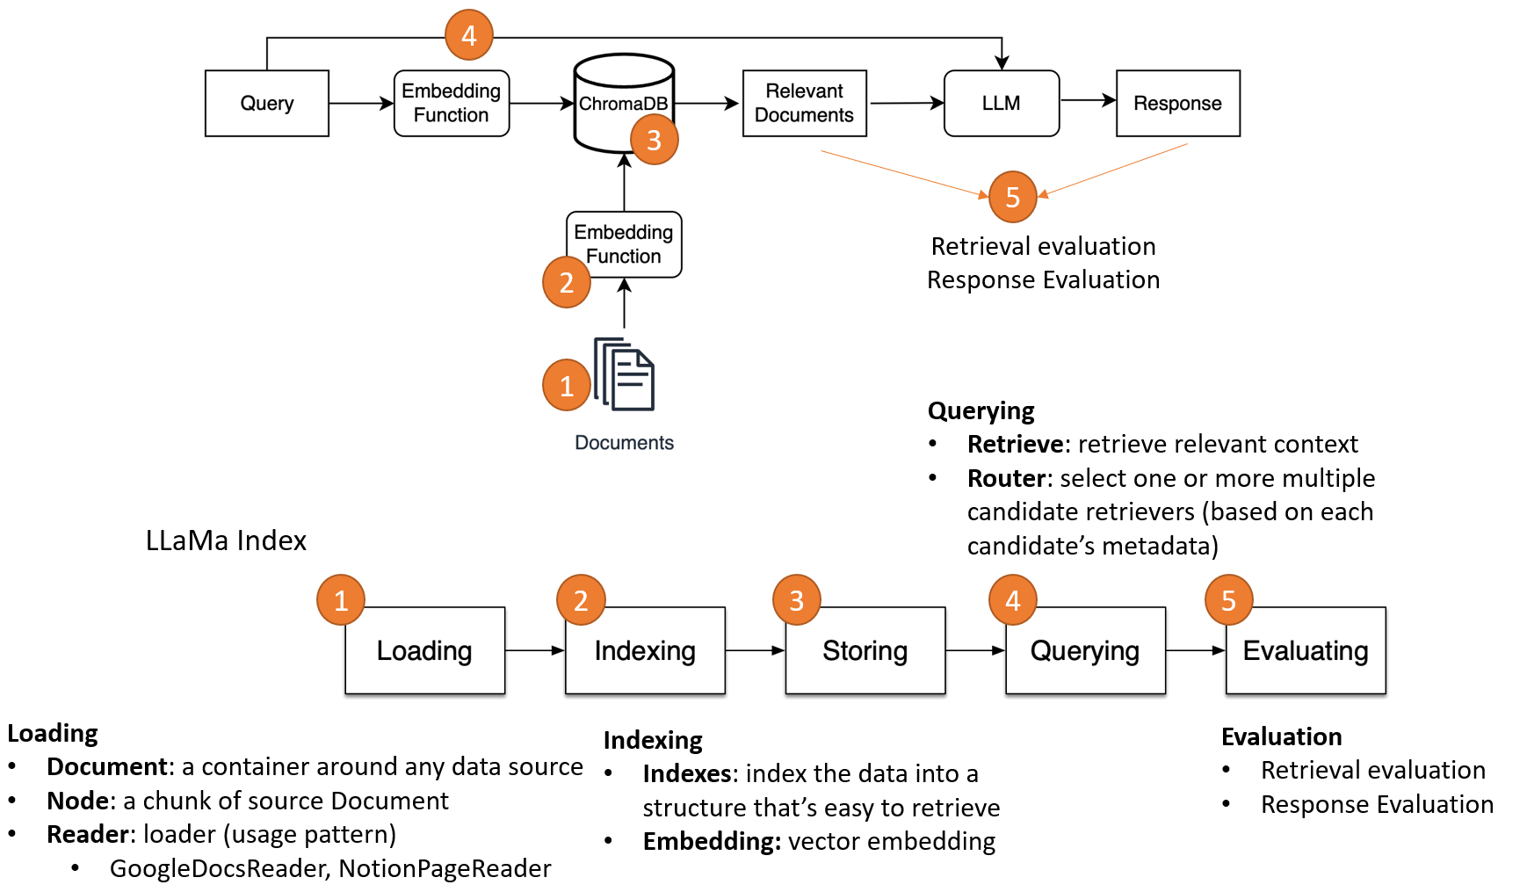 4
Query
Embedding
Function
ChromaDB
3
Relevant
Documents
LLM
Response
5
Retrieval evaluation
Response Evaluation
Embedding
Function
2
1
Documents
Querying
• Retrieve: retrieve relevant context
• Router: select one or more multiple
candidate retrievers (based on each
candidate's metadata)
LLaMa Index
1
Loading
2
Indexing
3
Storing
4
Querying
5
Evaluating
Loading
• Document: a container around any data source
• Node: a chunk of source Document
• Reader: loader (usage pattern)
• GoogleDocsReader, NotionPageReader
Indexing
• Indexes: index the data into a
structure that's easy to retrieve
• Embedding: vector embedding
Evaluation
• Retrieval evaluation
• Response Evaluation